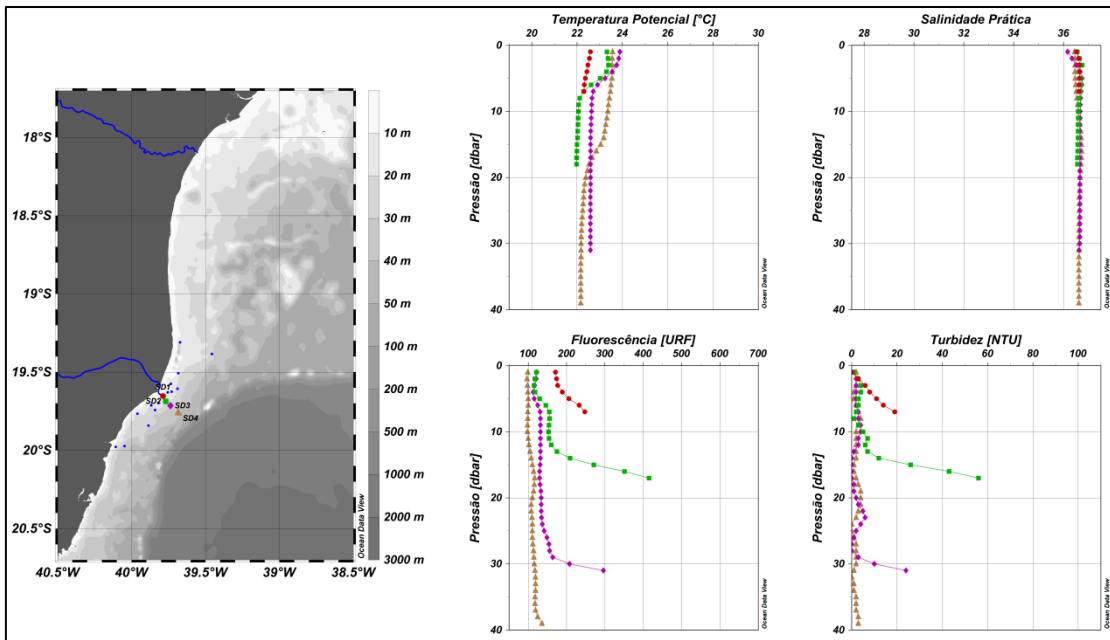 18°S
18.5°S
19°S
19.5°S
20°S
20.5°S
40.5°W
40°W
39.5°W
39°W
38.5°W
SD1
SD2
SD3
SD4
10 m
20 m
30 m
40 m
50 m
100 m
200 m
500 m
1000 m
2000 m
3000 m
Ocean Data View
Temperatura Potencial [°C]
20 22 24 26 28 30
0
10
20
30
40
Pressão [dbar]
Ocean Data View
Salinidade Prática
28 30 32 34 36
0
10
20
30
40
Pressão [dbar]
Ocean Data View
Fluorescência [URF]
100 200 300 400 500 600 700
0
10
20
30
40
Pressão [dbar]
Ocean Data View
Turbidez [NTU]
0 20 40 60 80 100
0
10
20
30
40
Pressão [dbar]
Ocean Data View